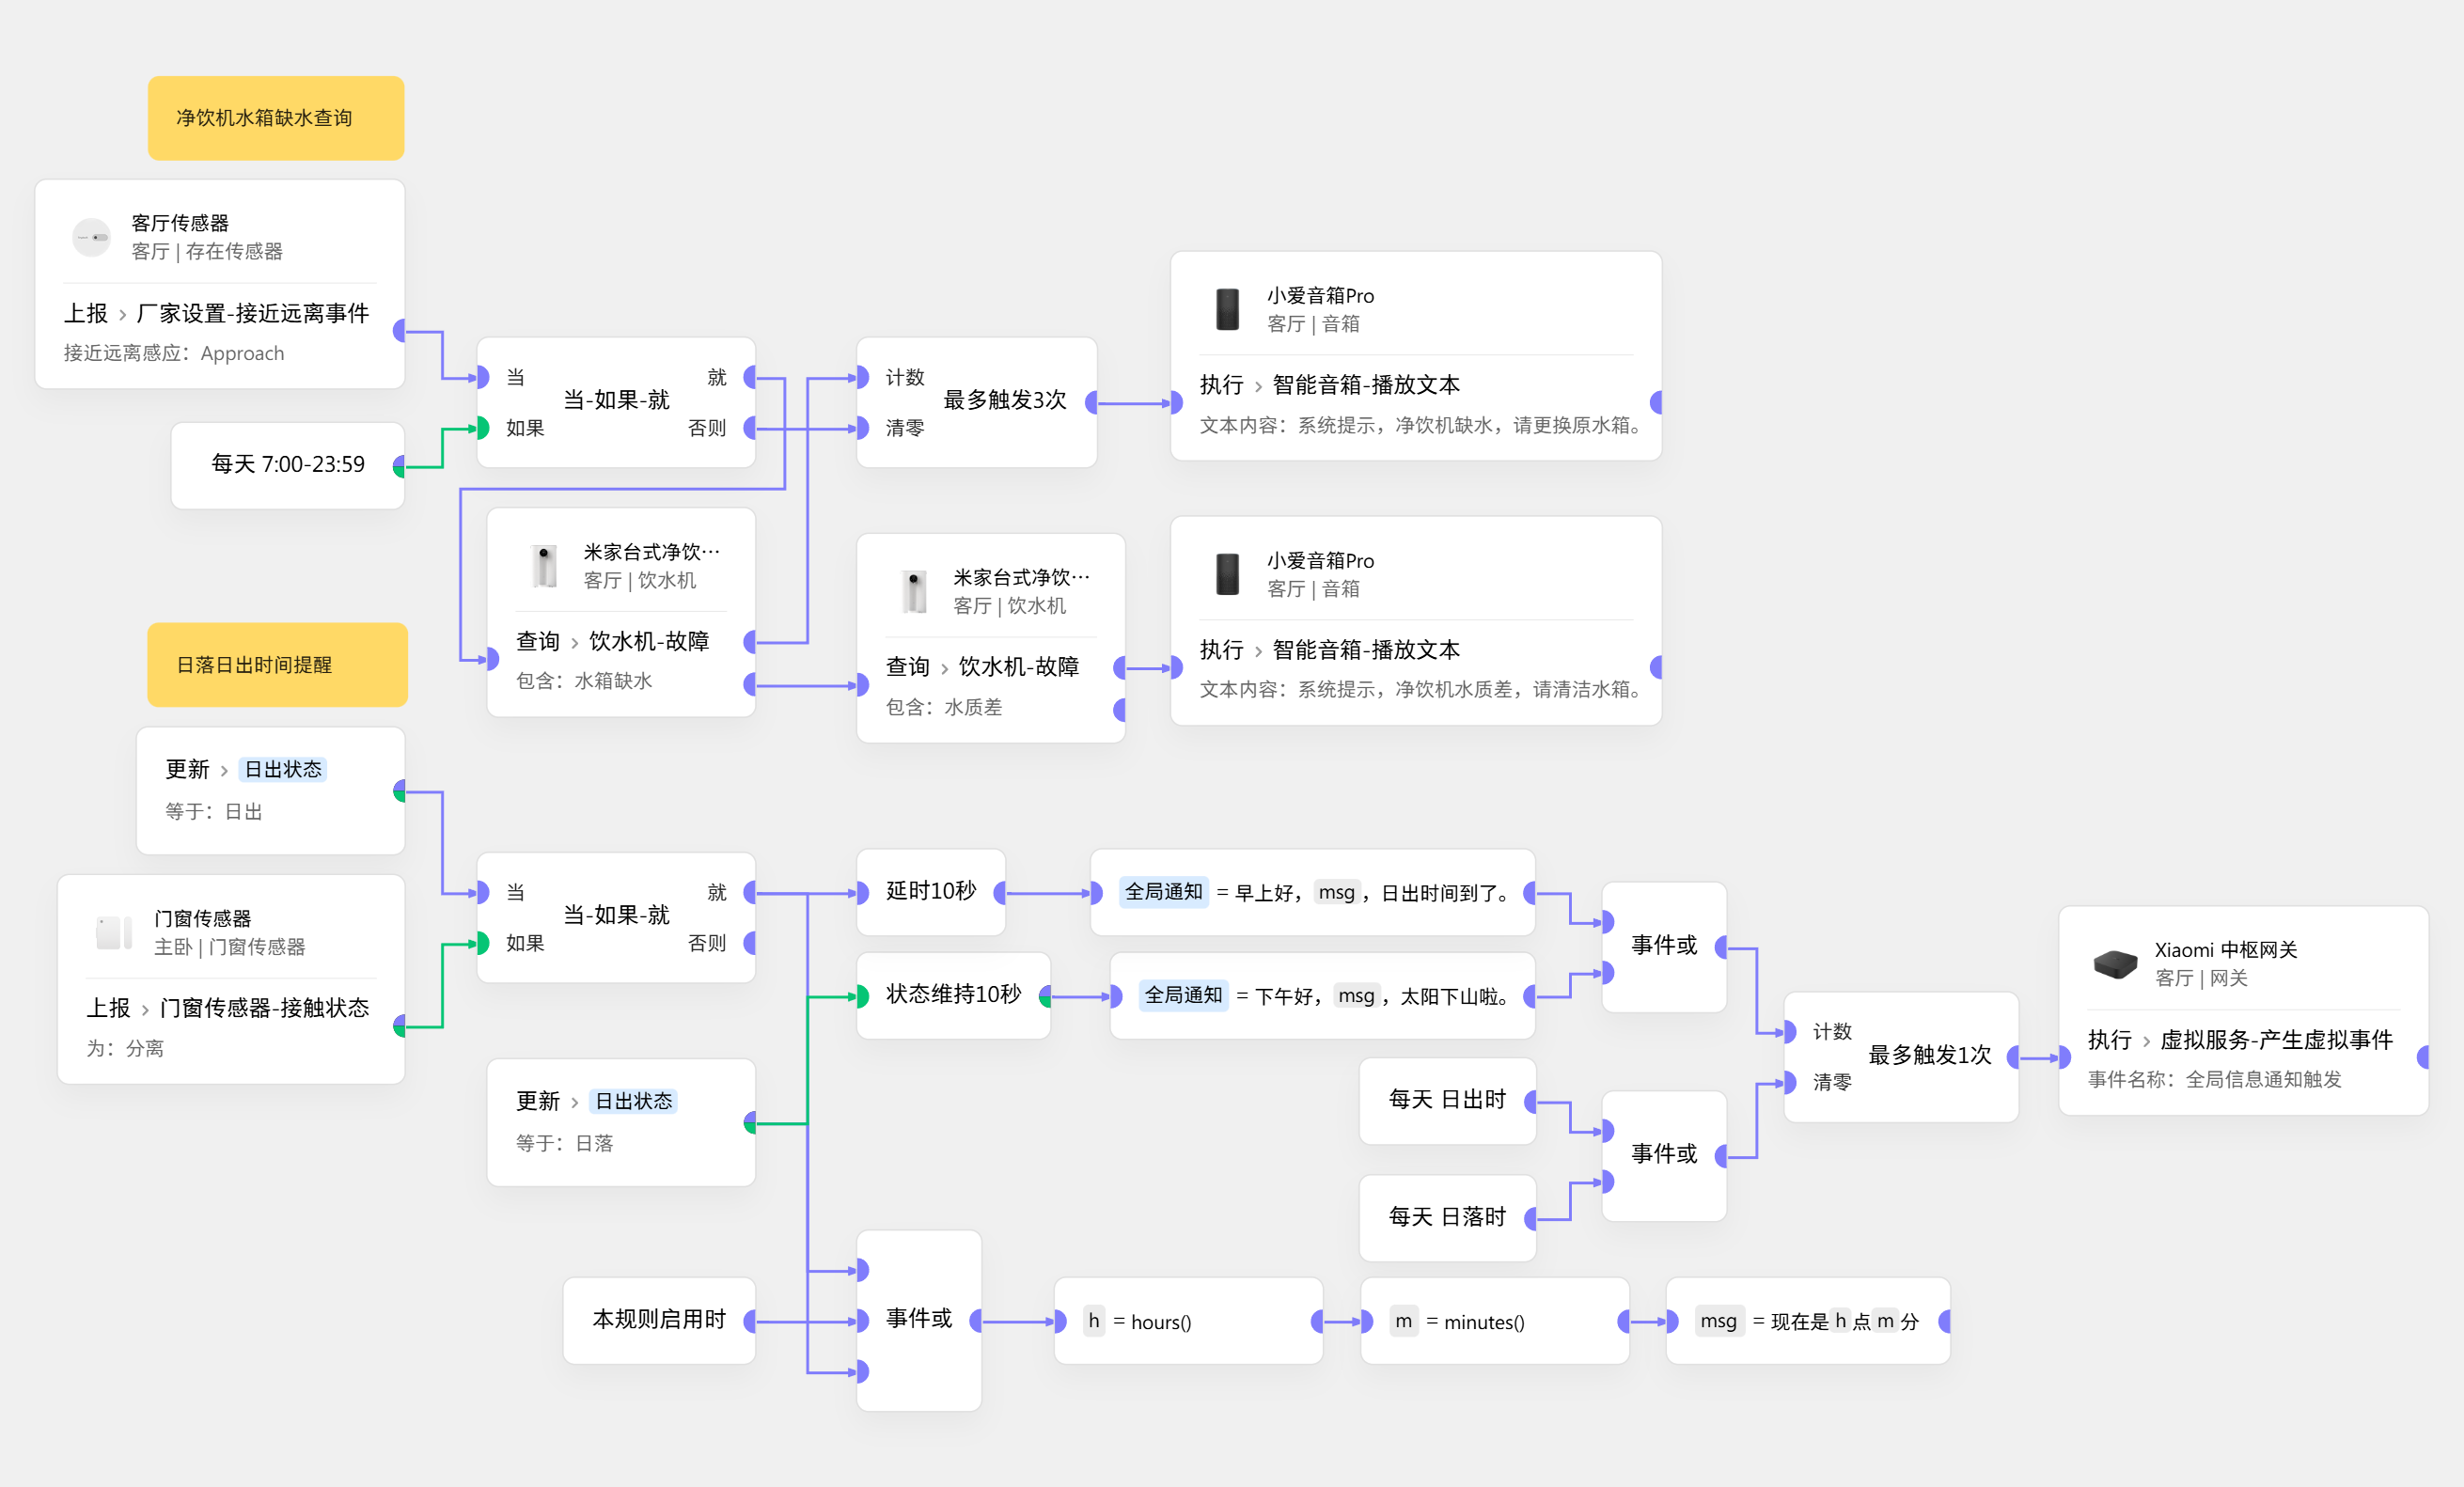 净饮机水箱缺水查询
客厅传感器
客厅 | 存在传感器
上报 › 厂家设置-接近远离事件
接近远离感应：Approach
每天 7:00-23:59
当
如果
当-如果-就
就
否则
计数
清零
最多触发3次
小爱音箱Pro
客厅 | 音箱
执行 › 智能音箱-播放文本
文本内容：系统提示，净饮机缺水，请更换原水箱。
米家台式净饮…
客厅 | 饮水机
查询 › 饮水机-故障
包含：水箱缺水
米家台式净饮…
客厅 | 饮水机
查询 › 饮水机-故障
包含：水质差
小爱音箱Pro
客厅 | 音箱
执行 › 智能音箱-播放文本
文本内容：系统提示，净饮机水质差，请清洁水箱。
日落日出时间提醒
更新 › 日出状态
等于：日出
门窗传感器
主卧 | 门窗传感器
上报 › 门窗传感器-接触状态
为：分离
当
如果
当-如果-就
就
否则
延时10秒
全局通知 = 早上好，msg，日出时间到了。
状态维持10秒
全局通知 = 下午好，msg，太阳下山啦。
事件或
更新 › 日出状态
等于：日落
每天 日出时
每天 日落时
事件或
计数
清零
最多触发1次
Xiaomi 中枢网关
客厅 | 网关
执行 › 虚拟服务-产生虚拟事件
事件名称：全局信息通知触发
本规则启用时
事件或
h = hours()
m = minutes()
msg = 现在是h点m分